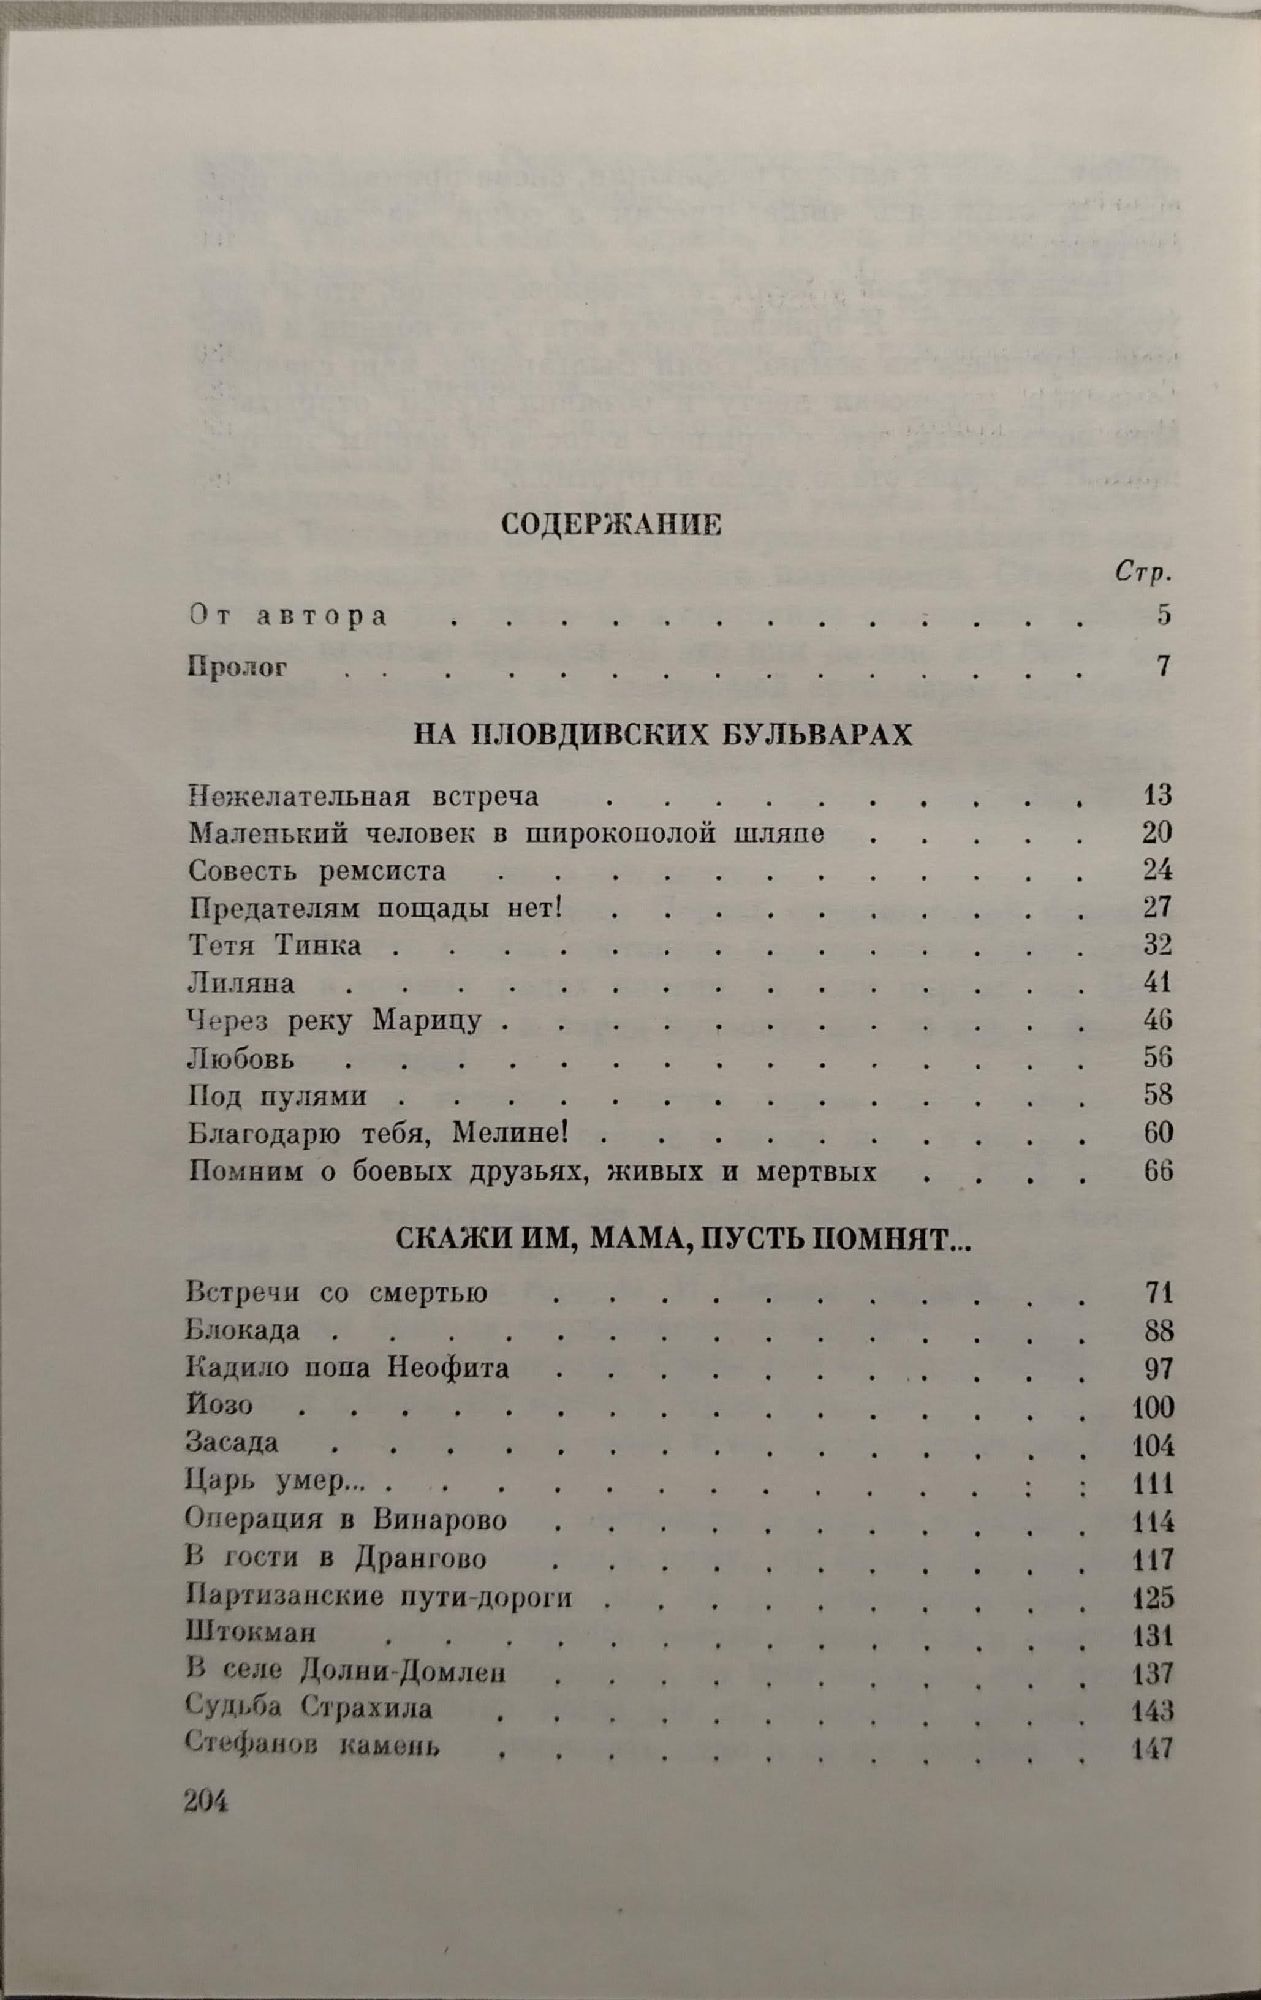 СОДЕРЖАНИЕ
Стр.
От автора . . . . . . . . . . . . . 5
Пролог . . . . . . . . . . . . . . . 7
НА ПЛОВДИВСКИХ БУЛЬВАРАХ
Нежелательная встреча . . . . . . . . . . 13
Маленький человек в широкополой шляпе . . . . . 20
Совесть ремсиста . . . . . . . . . . . . 24
Предателям пощады нет! . . . . . . . . . . 27
Тетя Тинка . . . . . . . . . . . . . . 32
Лиляна . . . . . . . . . . . . . . 41
Через реку Марицу . . . . . . . . . . . . 46
Любовь . . . . . . . . . . . . . . . 56
Под пулями . . . . . . . . . . . . . . 58
Благодарю тебя, Мелине! . . . . . . . . . . 60
Помним о боевых друзьях, живых и мертвых . . . . 66
СКАЖИ ИМ, МАМА, ПУСТЬ ПОМНЯТ...
Встречи со смертью . . . . . . . . . . . 71
Блокада . . . . . . . . . . . . . . . 88
Кадило попа Неофита . . . . . . . . . . . 97
Йозо . . . . . . . . . . . . . . . . 100
Засада . . . . . . . . . . . . . . . 104
Царь умер... . . . . . . . . . . . . . : : 111
Операция в Винарово . . . . . . . . . . . 114
В гости в Дрангово . . . . . . . . . . . 117
Партизанские пути-дороги . . . . . . . . . . 125
Штокман . . . . . . . . . . . . . . 131
В селе Долни-Домлен . . . . . . . . . . . 137
Судьба Страхила . . . . . . . . . . . . 143
Стефанов камень . . . . . . . . . . . . 147
204